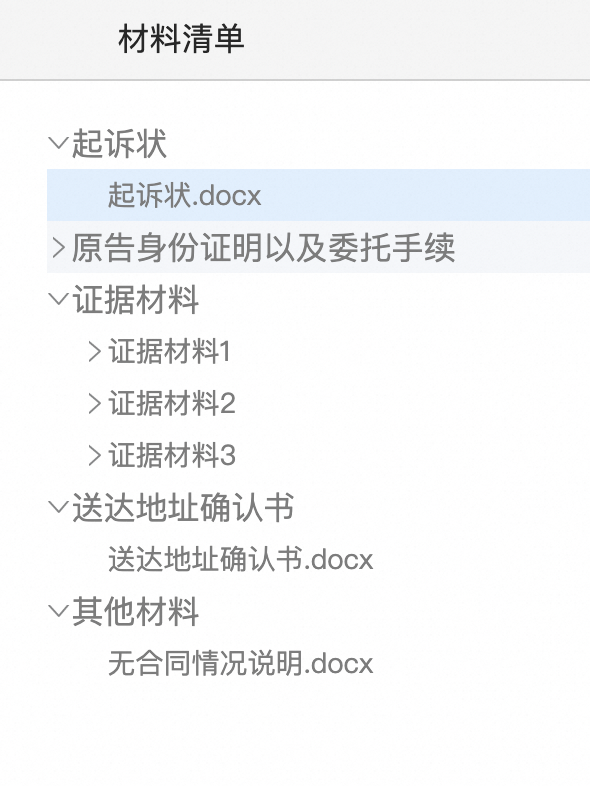 材料清单
起诉状
起诉状.docx
原告身份证明以及委托手续
证据材料
证据材料1
证据材料2
证据材料3
送达地址确认书
送达地址确认书.docx
其他材料
无合同情况说明.docx